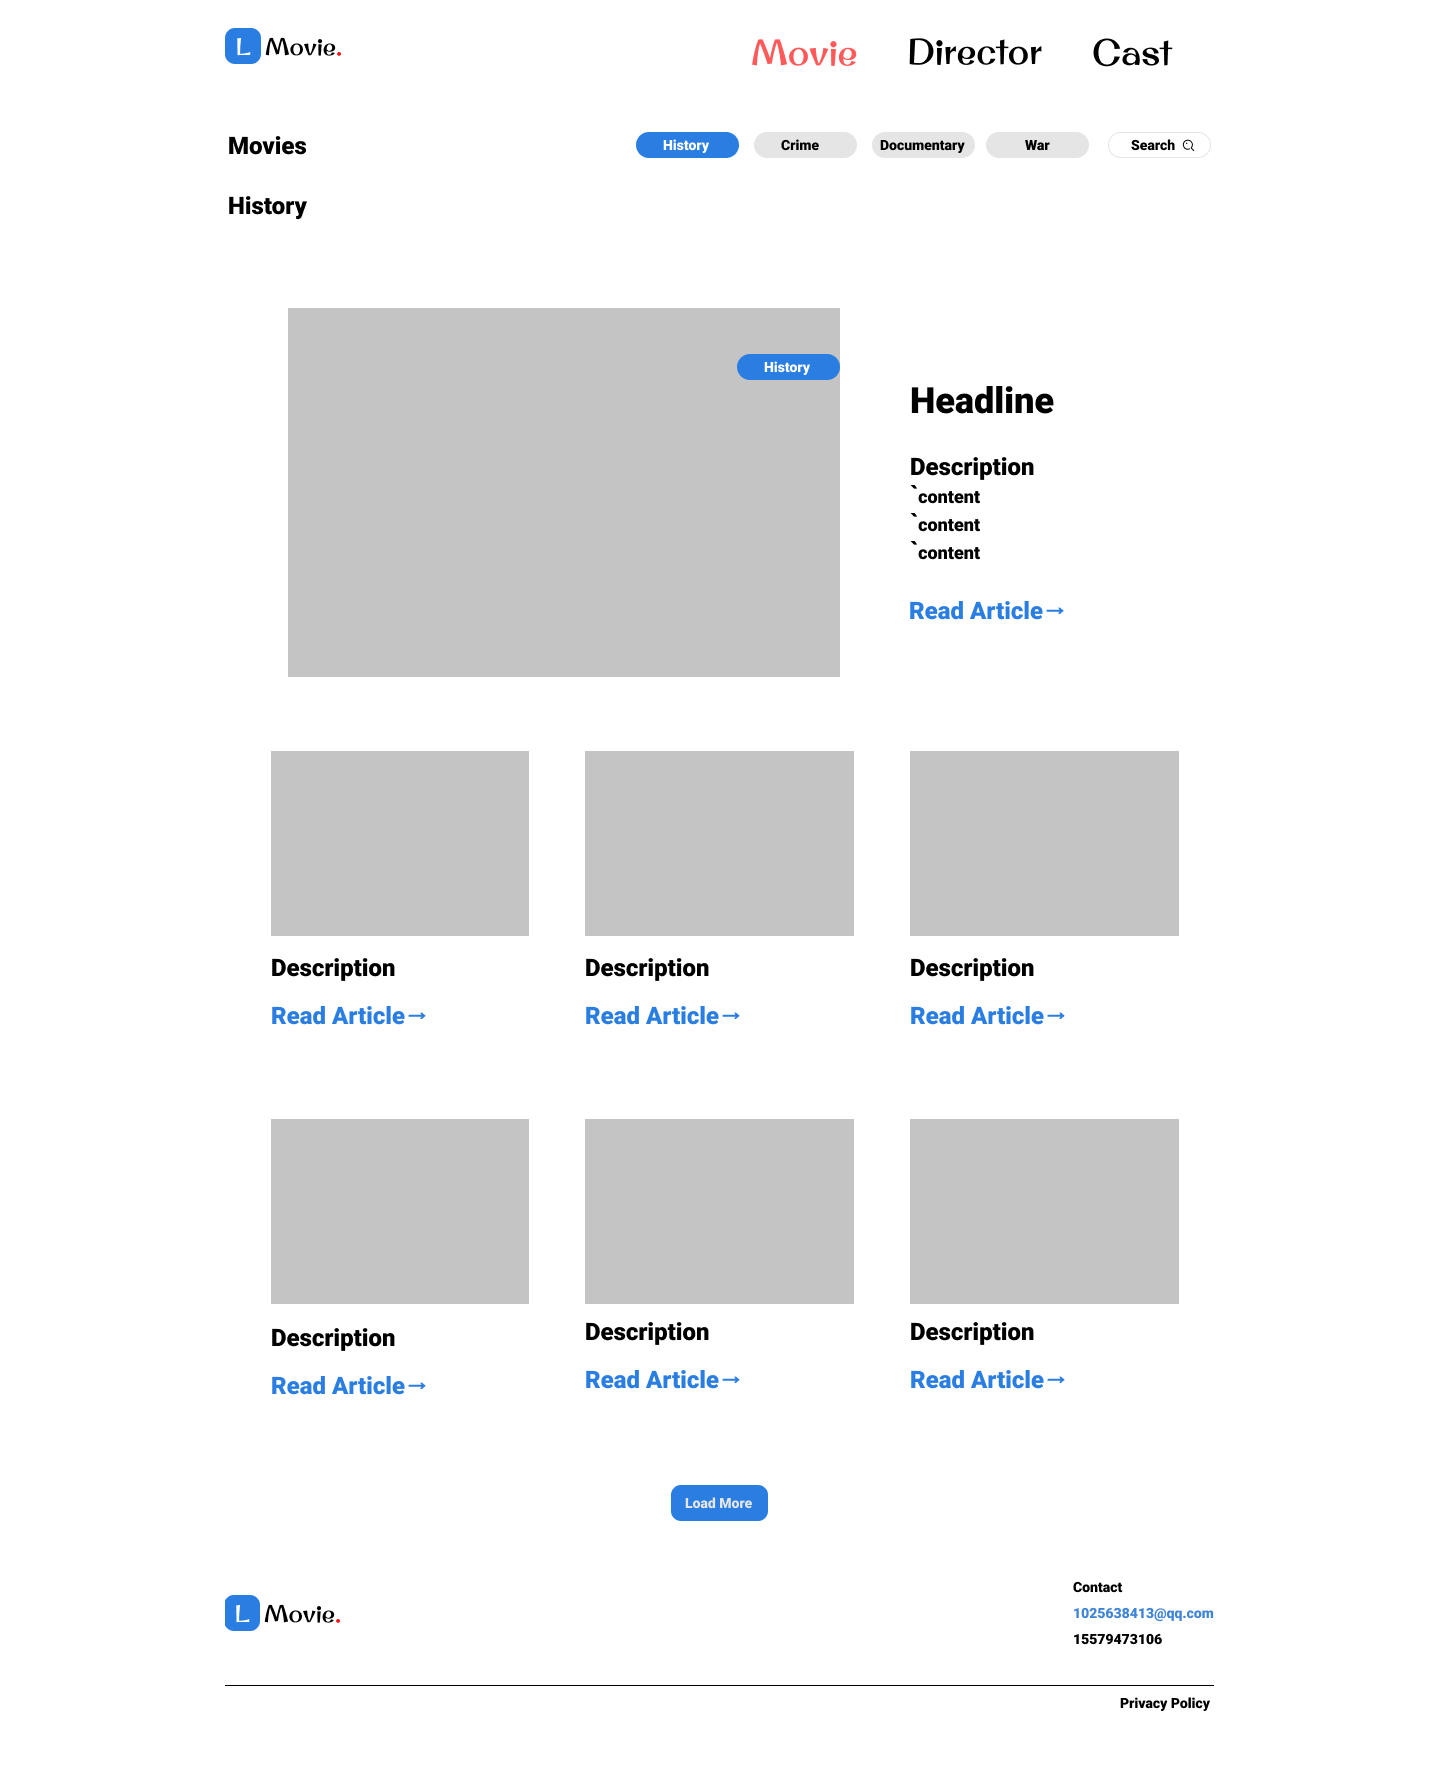 L Movie.
Movie Director Cast
Movies
History Crime Documentary War Search
History
History
Headline
Description
`content
`content
`content
Read Article→
Description Description Description
Read Article→ Read Article→ Read Article→
Description Description Description
Read Article→ Read Article→ Read Article→
Load More
L Movie.
Contact
1025638413@qq.com
15579473106
Privacy Policy